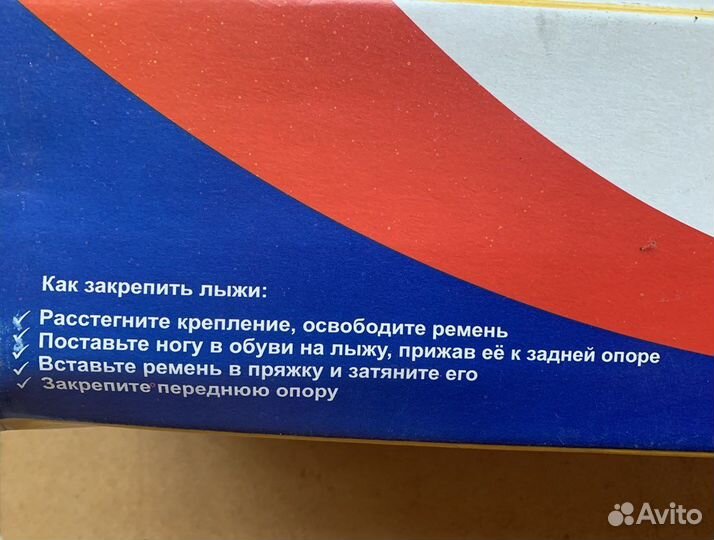 Как закрепить лыжи:
Расстегните крепление, освободите ремень
Поставьте ногу в обуви на лыжу, прижав её к задней опоре
Вставьте ремень в пряжку и затяните его
Закрепите переднюю опору
Avito